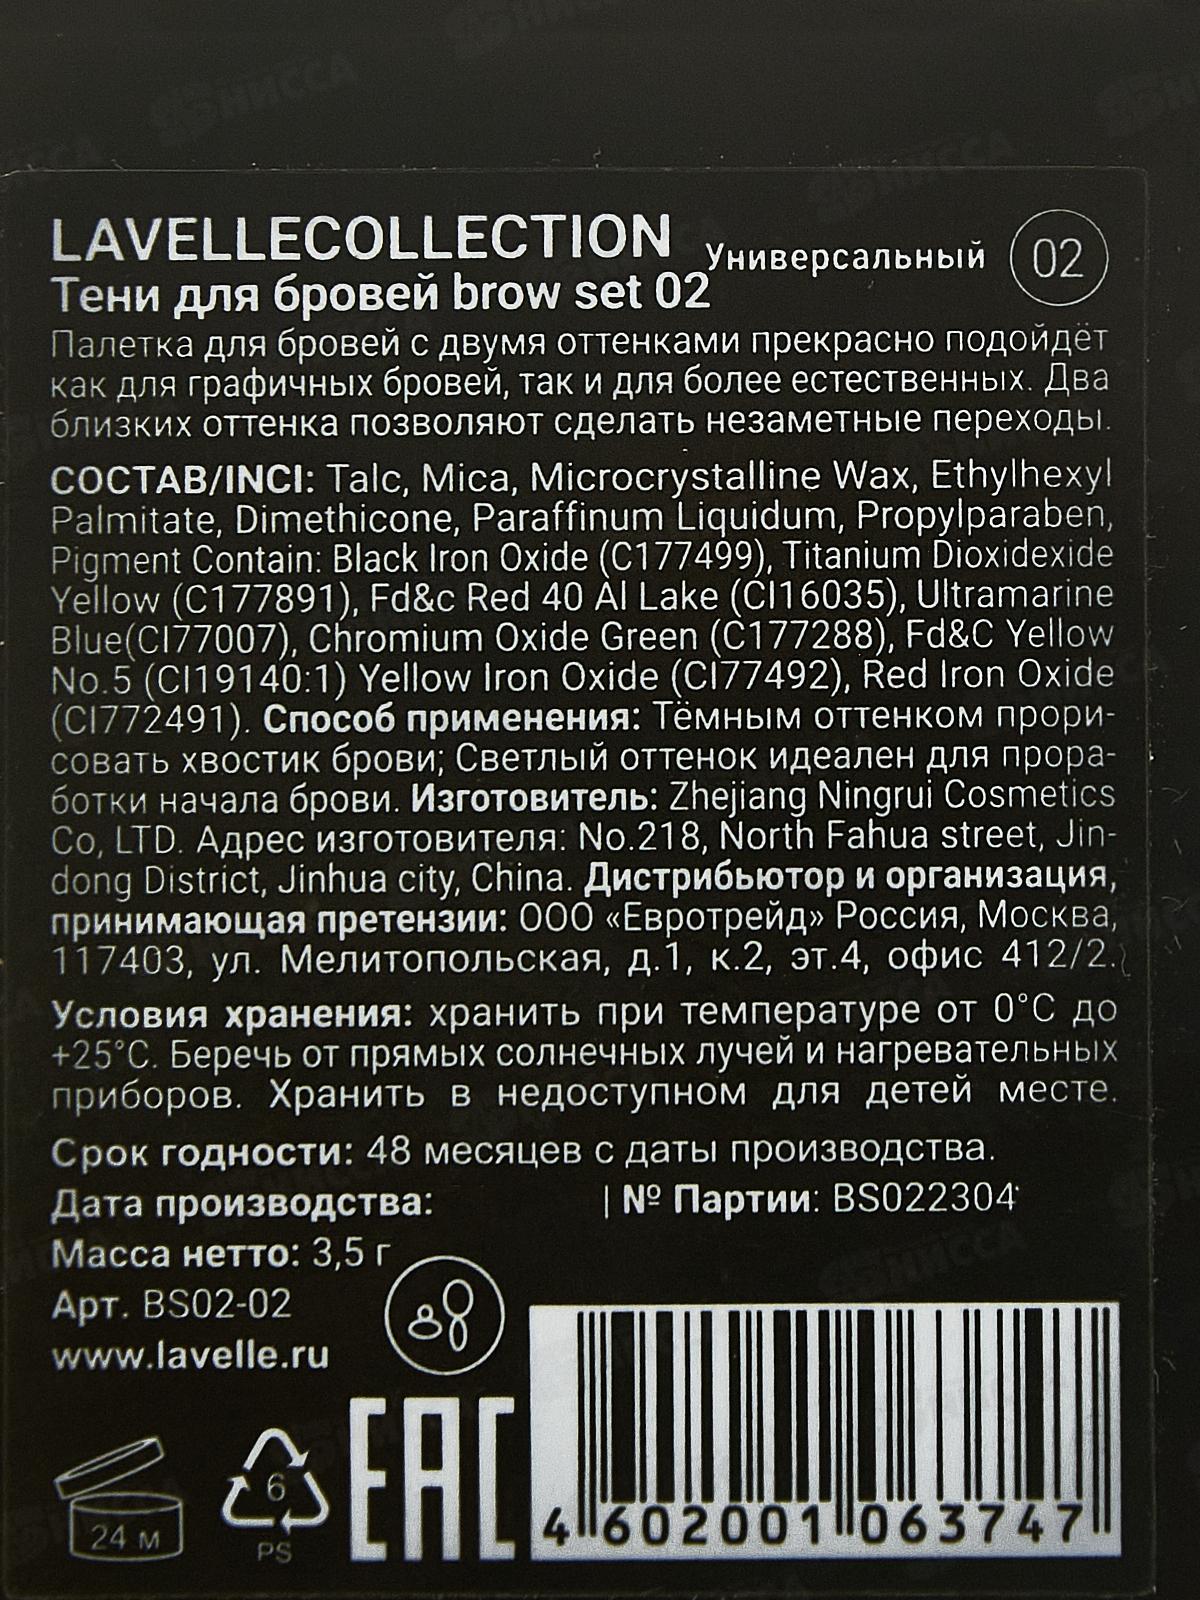 LAVELLECOLLECTION
Универсальный
02
Тени для бровей brow set 02
Палетка для бровей с двумя оттенками прекрасно подойдёт
как для графичных бровей, так и для более естественных. Два
близких оттенка позволяют сделать незаметные переходы.
СОСТАВ/INCI: Talc, Mica, Microcrystalline Wax, Ethylhexyl
Palmitate, Dimethicone, Paraffinum Liquidum, Propylparaben,
Pigment Contain: Black Iron Oxide (C177499), Titanium Dioxidexide
Yellow (C177891), Fd&c Red 40 Al Lake (CI16035), Ultramarine
Blue(CI77007), Chromium Oxide Green (C177288), Fd&C Yellow
No.5 (CI19140:1) Yellow Iron Oxide (CI77492), Red Iron Oxide
(CI772491). Способ применения: Тёмным оттенком прори-
совать хвостик брови; Светлый оттенок идеален для прора-
ботки начала брови. Изготовитель: Zhejiang Ningrui Cosmetics
Co, LTD. Адрес изготовителя: No.218, North Fahua street, Jin-
dong District, Jinhua city, China. Дистрибьютор и организация,
принимающая претензии: ООО «Евротрейд» Россия, Москва,
117403, ул. Мелитопольская, д.1, к.2, эт.4, офис 412/2.
Условия хранения: хранить при температуре от 0°C до
+25°C. Беречь от прямых солнечных лучей и нагревательных
приборов. Хранить в недоступном для детей месте.
Срок годности: 48 месяцев с даты производства.
Дата производства: | № Партии: BS022304
Масса нетто: 3,5 г
Арт. BS02-02
www.lavelle.ru
24 м
6
PS
EAC
4 602001 063747
НИССА